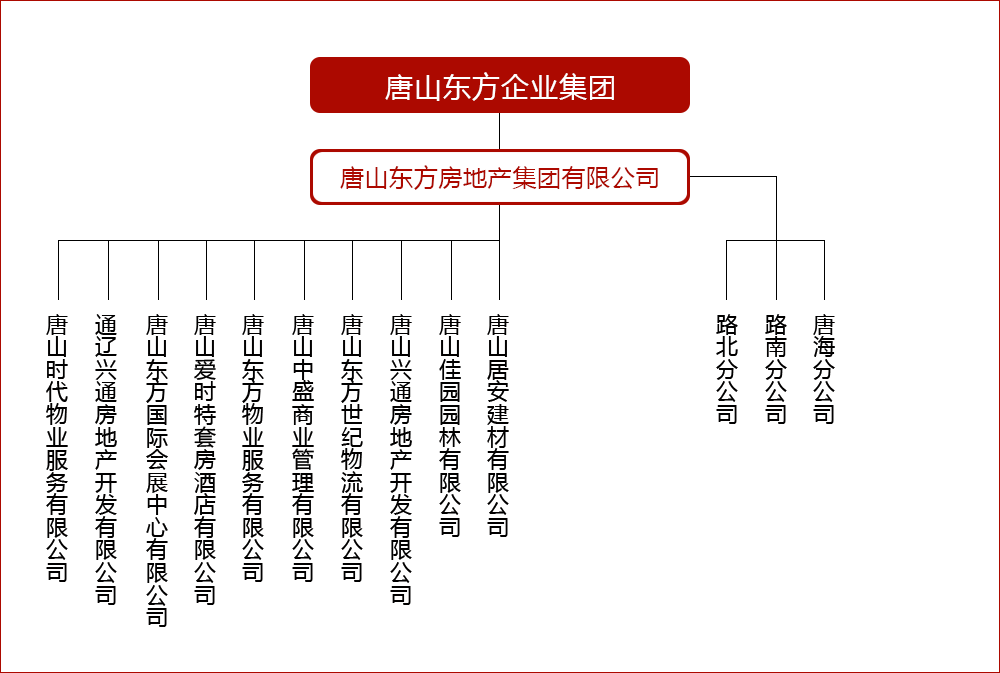 唐山东方企业集团
唐山东方房地产集团有限公司
唐山时代物业服务有限公司
通辽兴通房地产开发有限公司
唐山东方国际会展中心有限公司
唐山爱时特套房酒店有限公司
唐山东方物业服务有限公司
唐山中盛商业管理有限公司
唐山东方世纪物流有限公司
唐山兴通房地产开发有限公司
唐山佳园园林有限公司
唐山居安建材有限公司
路北分公司
路南分公司
唐海分公司